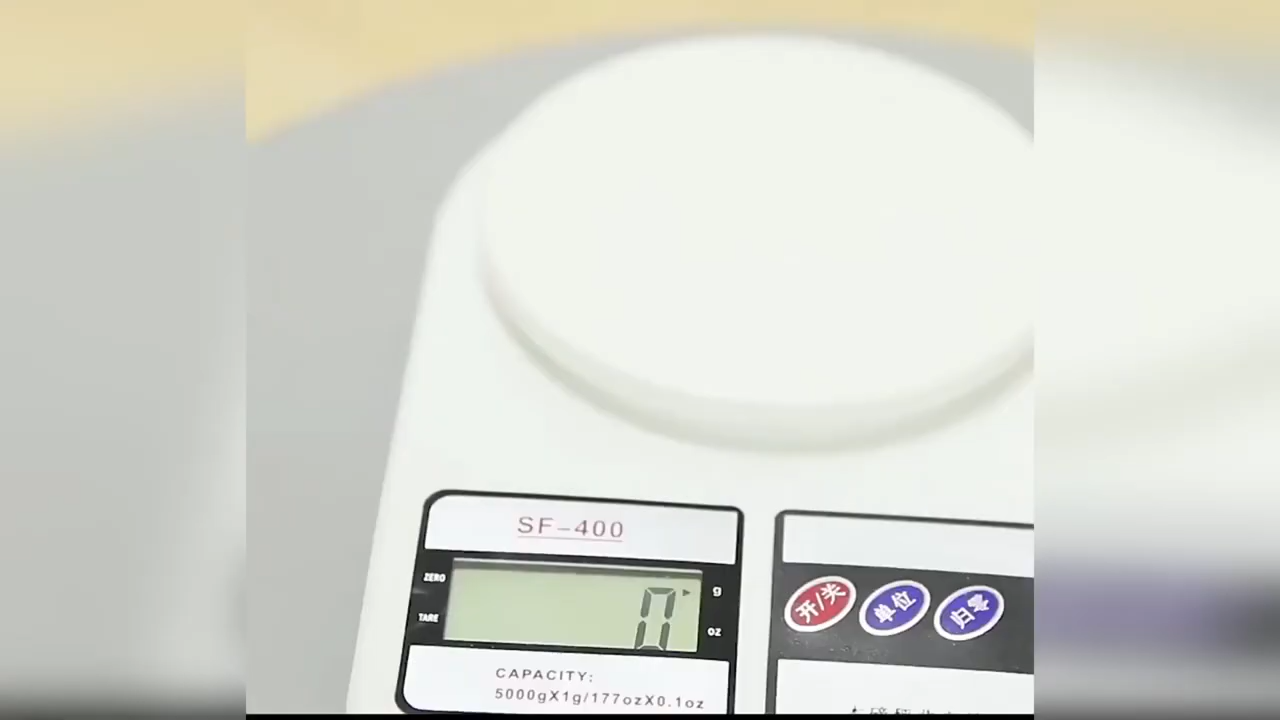 SF-400
ZERO
TARE
0
g
oz
CAPACITY:
5000gX1g/177ozX0.1oz
开/关
单位
归零